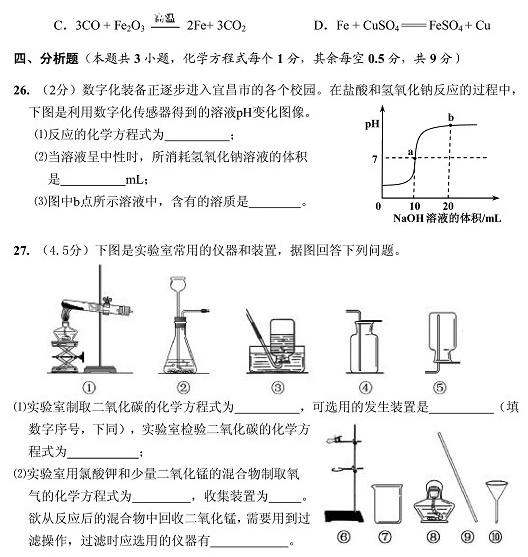 C. 3CO + Fe₂O₃ 高温 2Fe+ 3CO₂ D. Fe + CuSO₄ ══ FeSO₄ + Cu
四、分析题（本题共 3 小题，化学方程式每个 1 分，其余每空 0.5 分，共 9 分）
26. （2分）数字化装备正逐步进入宜昌市的各个校园。在盐酸和氢氧化钠反应的过程中，
下图是利用数字化传感器得到的溶液pH变化图像。
⑴反应的化学方程式为__________；
⑵当溶液呈中性时，所消耗氢氧化钠溶液的体积
是__________mL；
⑶图中b点所示溶液中，含有的溶质是________。
pH
b
a
7
0 10 20
NaOH 溶液的体积/mL
27. （4.5分）下图是实验室常用的仪器和装置，据图回答下列问题。
① ② ③ ④ ⑤
⑴实验室制取二氧化碳的化学方程式为__________，可选用的发生装置是__________（填
数字序号，下同），实验室检验二氧化碳的化学方
程式为__________；
⑵实验室用氯酸钾和少量二氧化锰的混合物制取氧
气的化学方程式为_________，收集装置为_____。
欲从反应后的混合物中回收二氧化锰，需要用到过
滤操作，过滤时应选用的仪器有____________。
⑥ ⑦ ⑧ ⑨ ⑩